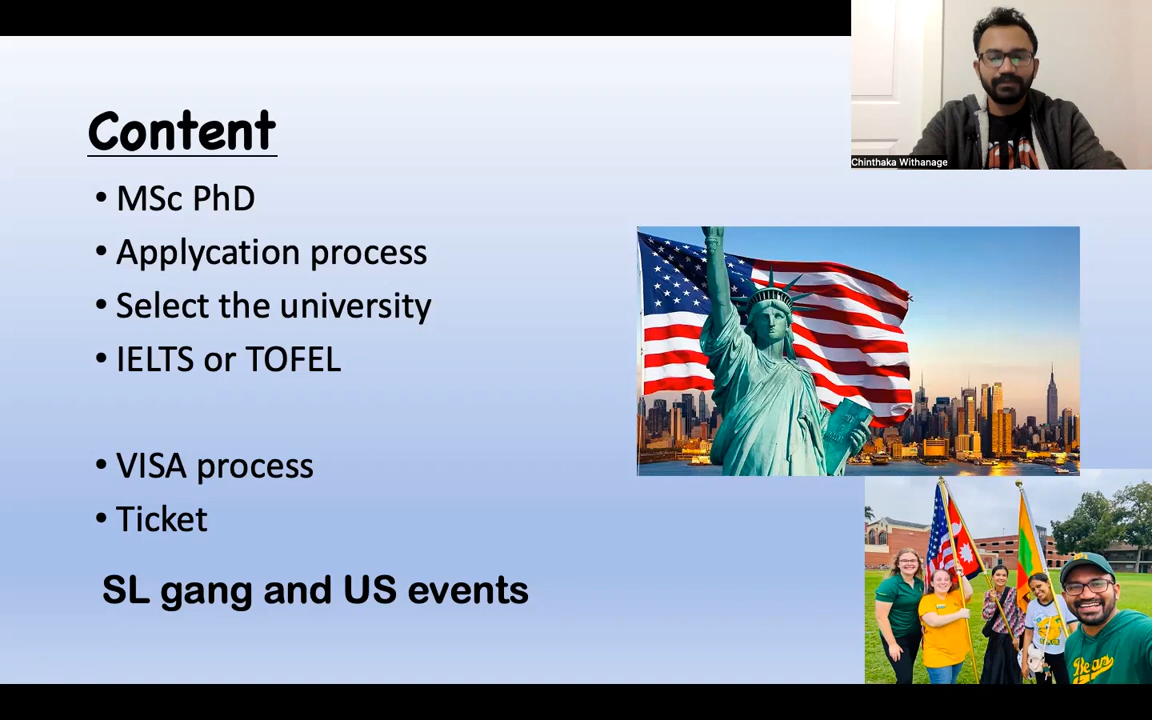 Content
• MSc PhD
• Applycation process
• Select the university
• IELTS or TOFEL
• VISA process
• Ticket
SL gang and US events
Chinthaka Withanage
Bears